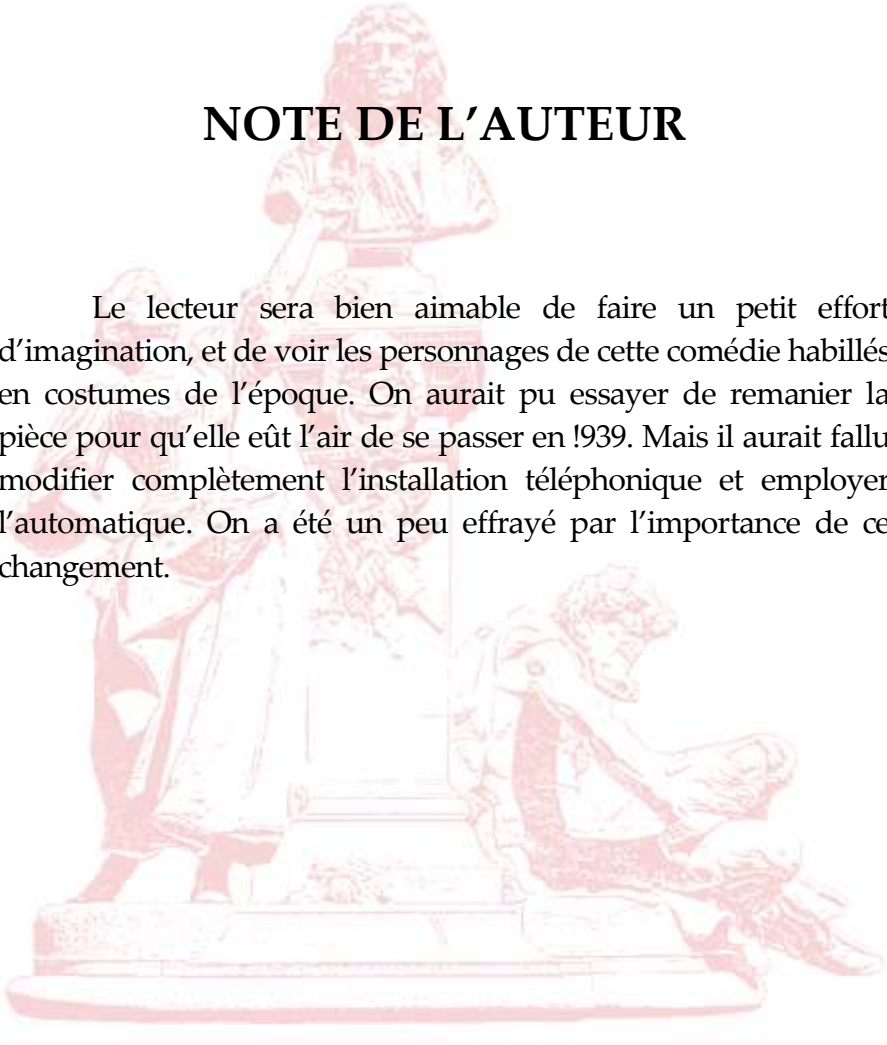 NOTE DE L’AUTEUR
Le lecteur sera bien aimable de faire un petit effort
d’imagination, et de voir les personnages de cette comédie habillés
en costumes de l’époque. On aurait pu essayer de remanier la
pièce pour qu’elle eût l’air de se passer en !939. Mais il aurait fallu
modifier complètement l’installation téléphonique et employer
l’automatique. On a été un peu effrayé par l’importance de ce
changement.